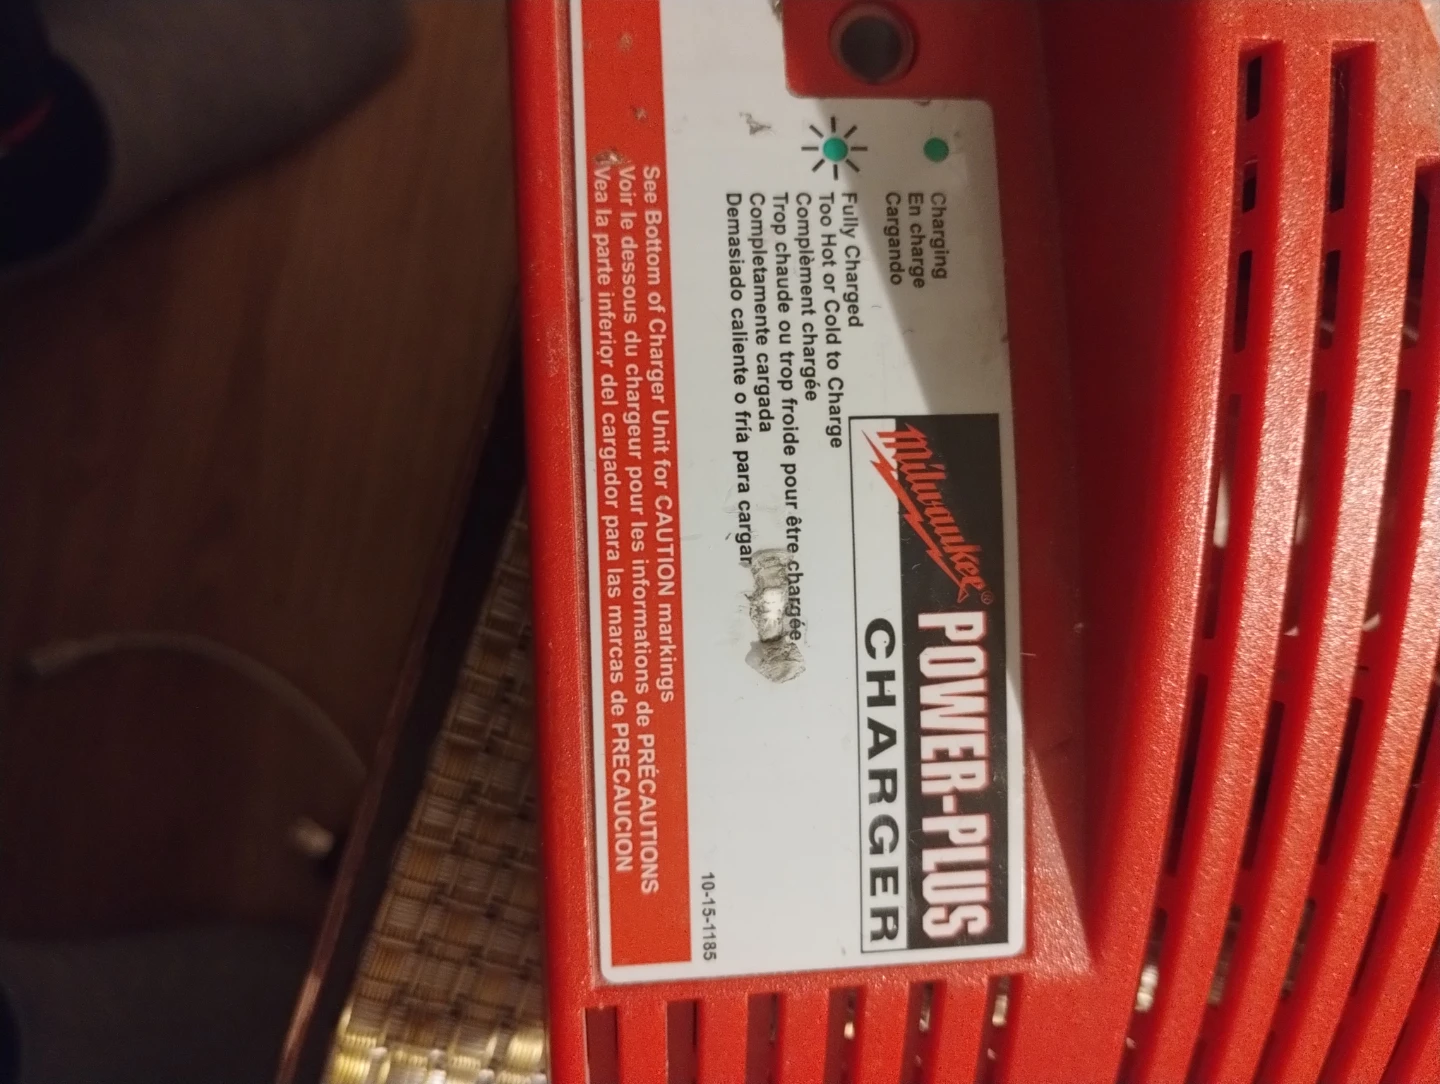 Milwaukee®
POWER-PLUS
CHARGER
Charging
En charge
Cargando
Fully Charged
Too Hot or Cold to Charge
Complèment chargée
Trop chaude ou trop froide pour être chargée
Completamente cargada
Demasiado caliente o fría para cargar
10-15-1185
See Bottom of Charger Unit for CAUTION markings
Voir le dessous du chargeur pour les informations de PRÉCAUTIONS
Vea la parte inferior del cargador para las marcas de PRECAUCION